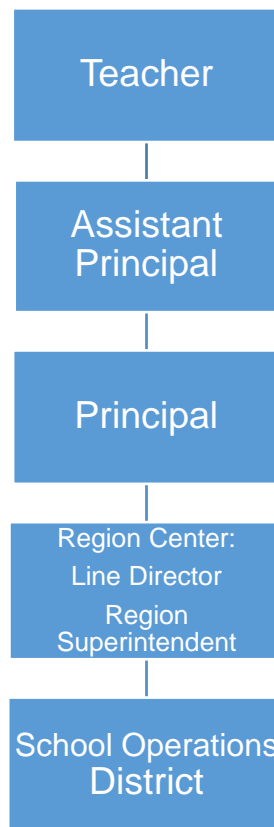 Teacher
Assistant
Principal
Principal
Region Center:
Line Director
Region
Superintendent
School Operations
District